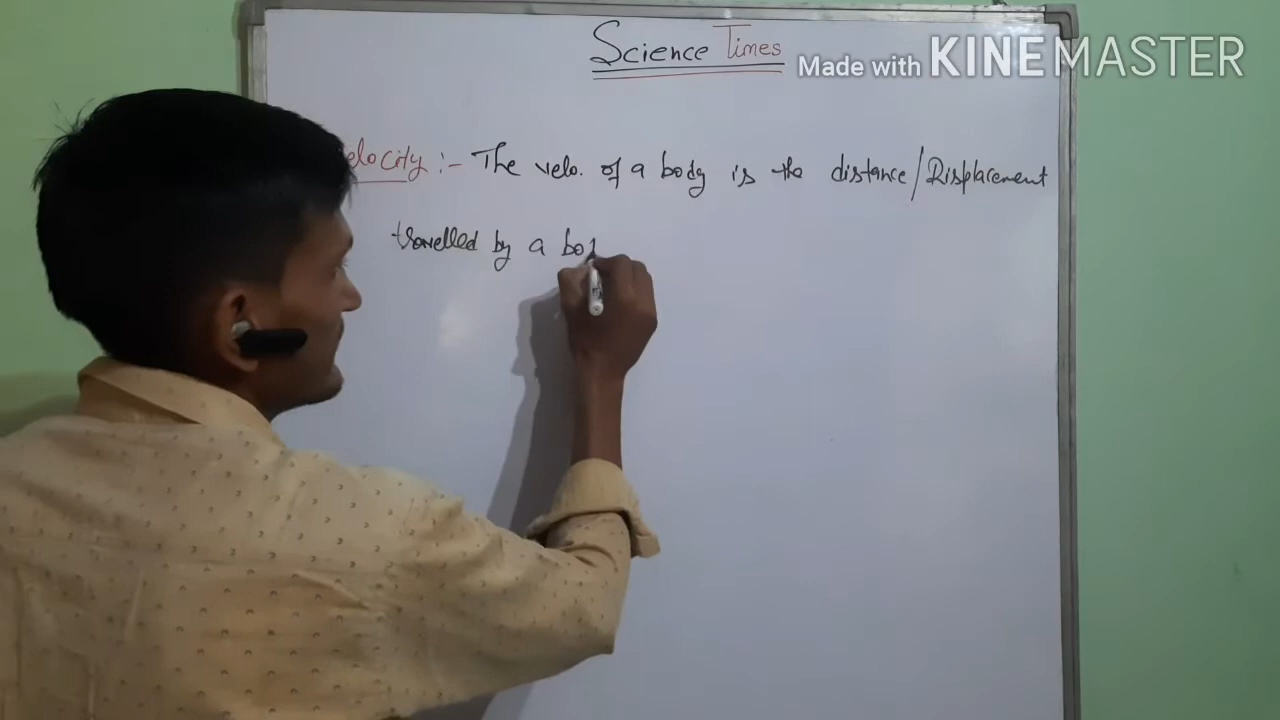 Science Times
Made with KINEMASTER
elocity :- The velo. of a body is the distance/Displacement
travelled by a bo